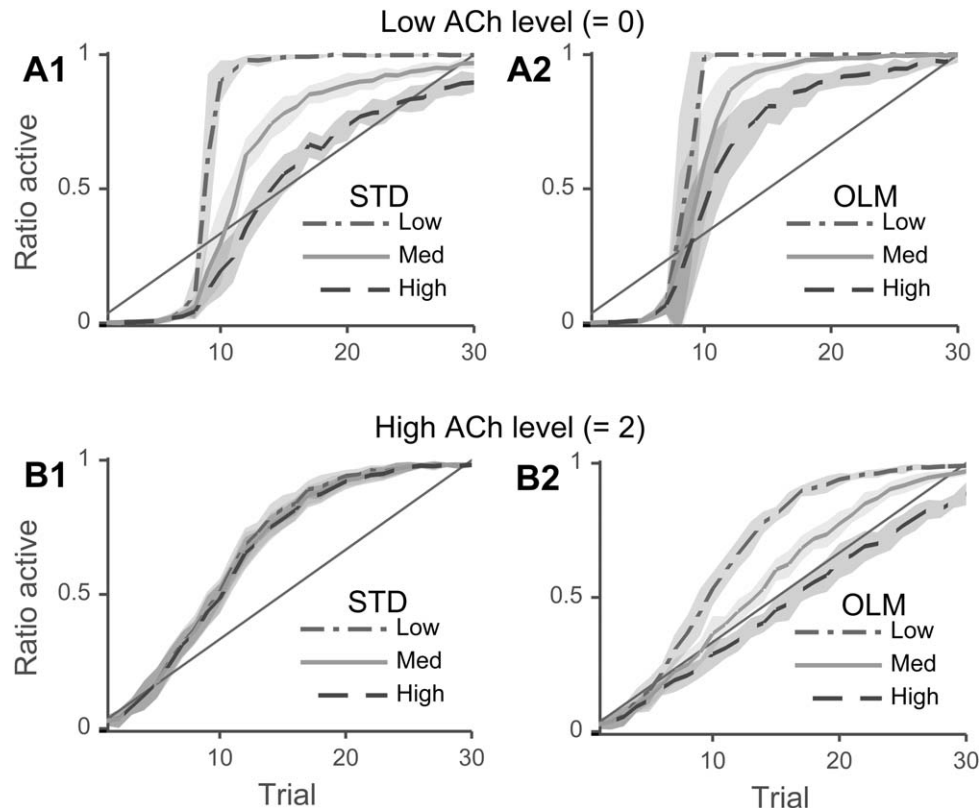 Low ACh level (= 0)
A1
A2
1
0.5
0
Ratio active
STD
Low
Med
High
10
20
30
1
0.5
0
OLM
Low
Med
High
10
20
30
High ACh level (= 2)
B1
B2
1
0.5
0
Ratio active
STD
Low
Med
High
10
20
30
Trial
1
0.5
0
OLM
Low
Med
High
10
20
30
Trial